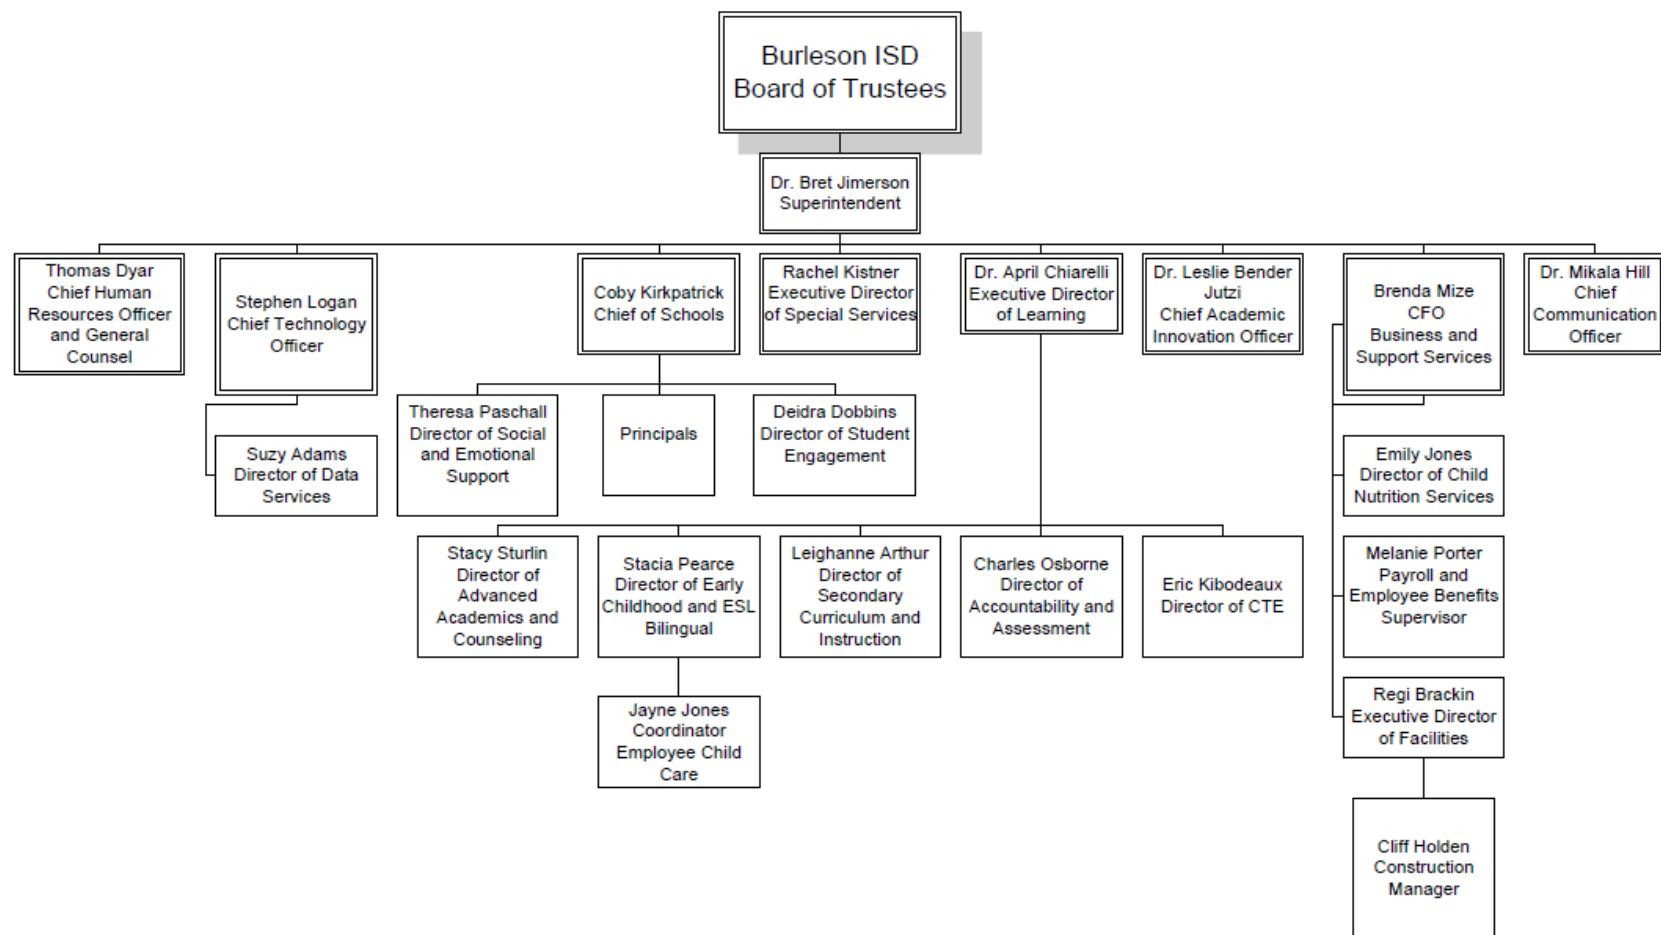 Burleson ISD
Board of Trustees
Dr. Bret Jimerson
Superintendent
Thomas Dyar
Chief Human
Resources Officer
and General
Counsel
Stephen Logan
Chief Technology
Officer
Coby Kirkpatrick
Chief of Schools
Rachel Kistner
Executive Director
of Special Services
Dr. April Chiarelli
Executive Director
of Learning
Dr. Leslie Bender
Jutzi
Chief Academic
Innovation Officer
Brenda Mize
CFO
Business and
Support Services
Dr. Mikala Hill
Chief
Communication
Officer
Suzy Adams
Director of Data
Services
Theresa Paschall
Director of Social
and Emotional
Support
Principals
Deidra Dobbins
Director of Student
Engagement
Emily Jones
Director of Child
Nutrition Services
Stacy Sturlin
Director of
Advanced
Academics and
Counseling
Stacia Pearce
Director of Early
Childhood and ESL
Bilingual
Leighanne Arthur
Director of
Secondary
Curriculum and
Instruction
Charles Osborne
Director of
Accountability and
Assessment
Eric Kibodeaux
Director of CTE
Melanie Porter
Payroll and
Employee Benefits
Supervisor
Jayne Jones
Coordinator
Employee Child
Care
Regi Brackin
Executive Director
of Facilities
Cliff Holden
Construction
Manager